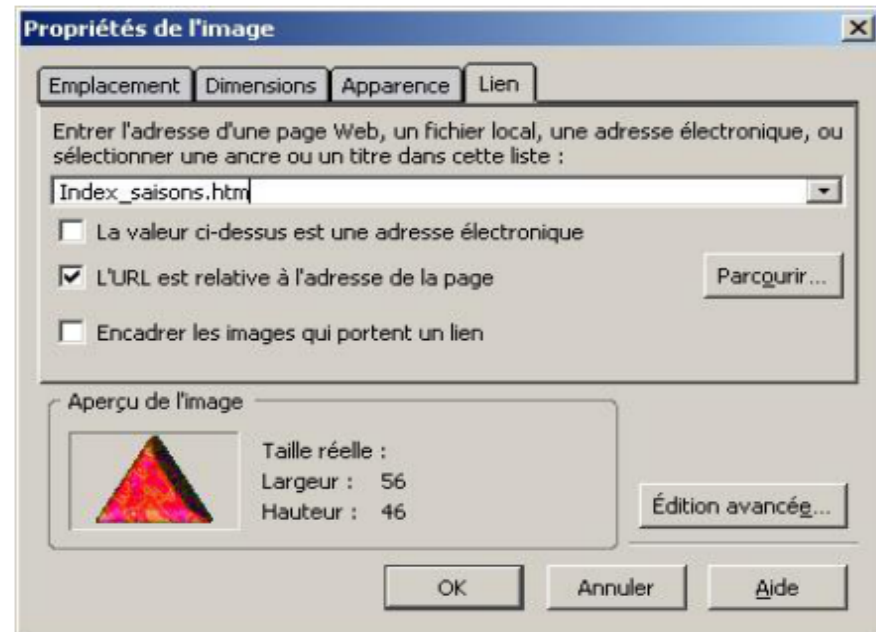 Propriétés de l'image
Emplacement Dimensions Apparence Lien
Entrer l'adresse d'une page Web, un fichier local, une adresse électronique, ou
sélectionner une ancre ou un titre dans cette liste :
Index_saisons.htm
La valeur ci-dessus est une adresse électronique
L'URL est relative à l'adresse de la page
Parcourir...
Encadrer les images qui portent un lien
Aperçu de l'image
Taille réelle :
Largeur : 56
Hauteur : 46
Édition avancée...
OK Annuler Aide